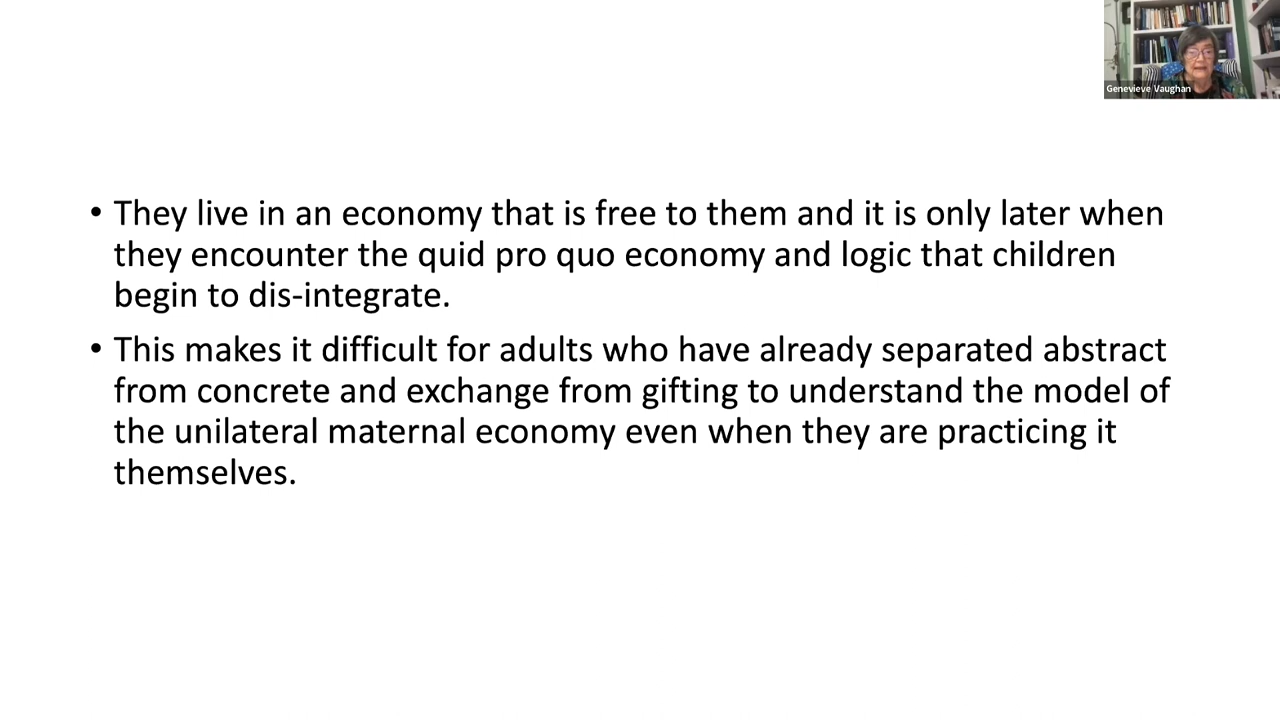 Genevieve Vaughan
• They live in an economy that is free to them and it is only later when
they encounter the quid pro quo economy and logic that children
begin to dis-integrate.
• This makes it difficult for adults who have already separated abstract
from concrete and exchange from gifting to understand the model of
the unilateral maternal economy even when they are practicing it
themselves.